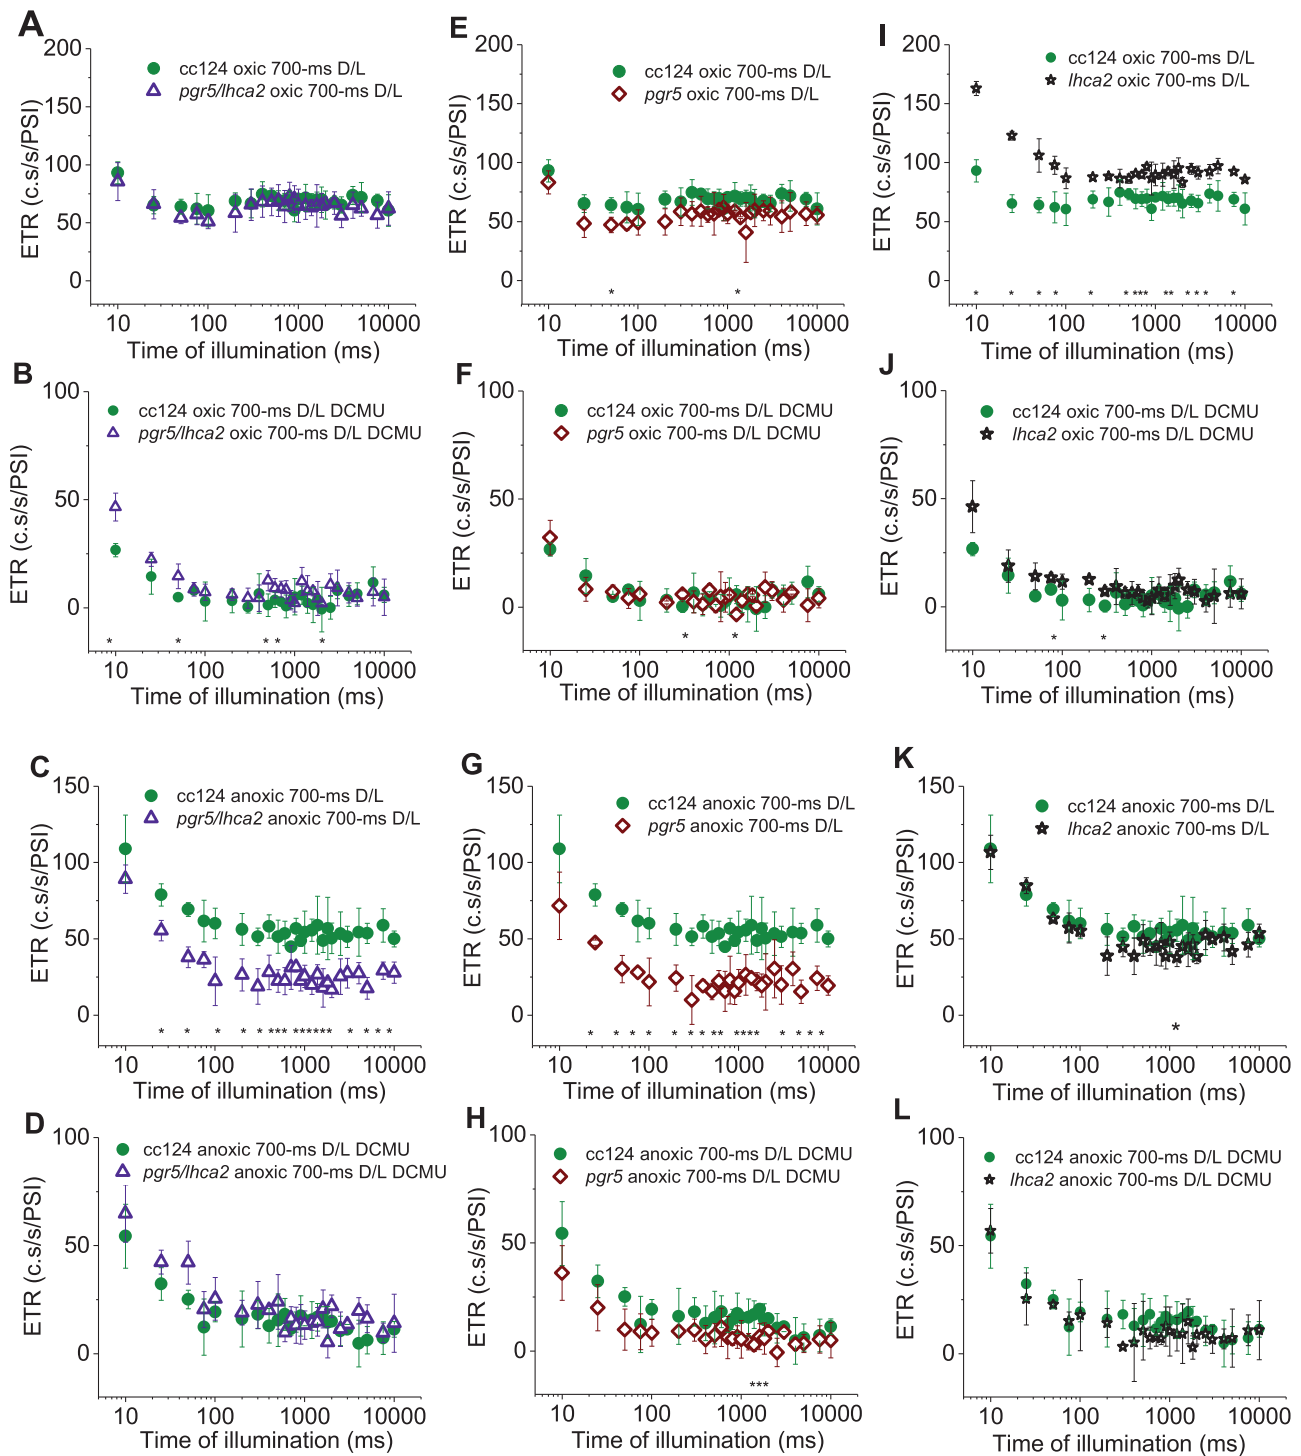 A
200
150
100
50
0
ETR (c.s/s/PSI)
cc124 oxic 700-ms D/L
pgr5/lhca2 oxic 700-ms D/L
10 100 1000 10000
Time of illumination (ms)
E
200
150
100
50
0
ETR (c.s/s/PSI)
cc124 oxic 700-ms D/L
pgr5 oxic 700-ms D/L
* *
10 100 1000 10000
Time of illumination (ms)
I
200
150
100
50
0
ETR (c.s/s/PSI)
cc124 oxic 700-ms D/L
lhca2 oxic 700-ms D/L
* * * * * * * * * * * * * * *
10 100 1000 10000
Time of illumination (ms)
B
100
50
0
ETR (c.s/s/PSI)
cc124 oxic 700-ms D/L DCMU
pgr5/lhca2 oxic 700-ms D/L DCMU
* * * * *
10 100 1000 10000
Time of illumination (ms)
F
100
50
0
ETR (c.s/s/PSI)
cc124 oxic 700-ms D/L DCMU
pgr5 oxic 700-ms D/L DCMU
* *
10 100 1000 10000
Time of illumination (ms)
J
100
50
0
ETR (c.s/s/PSI)
cc124 oxic 700-ms D/L DCMU
lhca2 oxic 700-ms D/L DCMU
* *
10 100 1000 10000
Time of illumination (ms)
C
150
100
50
0
ETR (c.s/s/PSI)
cc124 anoxic 700-ms D/L
pgr5/lhca2 anoxic 700-ms D/L
* * * * * * * * * * * * * * * * * *
10 100 1000 10000
Time of illumination (ms)
G
150
100
50
0
ETR (c.s/s/PSI)
cc124 anoxic 700-ms D/L
pgr5 anoxic 700-ms D/L
* * * * * * * * * * * * * * * * *
10 100 1000 10000
Time of illumination (ms)
K
150
100
50
0
ETR (c.s/s/PSI)
cc124 anoxic 700-ms D/L
lhca2 anoxic 700-ms D/L
*
10 100 1000 10000
Time of illumination (ms)
D
100
50
0
ETR (c.s/s/PSI)
cc124 anoxic 700-ms D/L DCMU
pgr5/lhca2 anoxic 700-ms D/L DCMU
10 100 1000 10000
Time of illumination (ms)
H
100
50
0
ETR (c.s/s/PSI)
cc124 anoxic 700-ms D/L DCMU
pgr5 anoxic 700-ms D/L DCMU
***
10 100 1000 10000
Time of illumination (ms)
L
100
50
0
ETR (c.s/s/PSI)
cc124 anoxic 700-ms D/L DCMU
lhca2 anoxic 700-ms D/L DCMU
10 100 1000 10000
Time of illumination (ms)